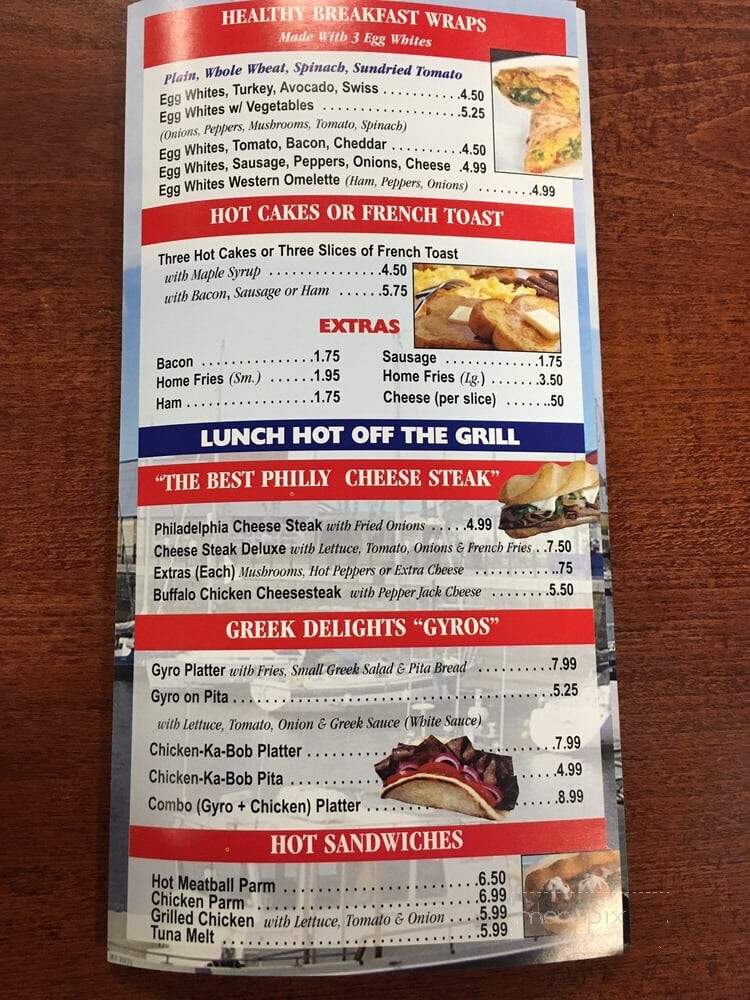 HEALTHY BREAKFAST WRAPS
Made With 3 Egg Whites
Plain, Whole Wheat, Spinach, Sundried Tomato
Egg Whites, Turkey, Avocado, Swiss ...........4.50
Egg Whites w/ Vegetables ....................5.25
(Onions, Peppers, Mushrooms, Tomato, Spinach)
Egg Whites, Tomato, Bacon, Cheddar ..........4.50
Egg Whites, Sausage, Peppers, Onions, Cheese .4.99
Egg Whites Western Omelette (Ham, Peppers, Onions) ........4.99
HOT CAKES OR FRENCH TOAST
Three Hot Cakes or Three Slices of French Toast
with Maple Syrup ................4.50
with Bacon, Sausage or Ham ......5.75
EXTRAS
Bacon ................1.75
Home Fries (Sm.) ......1.95
Ham..................1.75
Sausage .............1.75
Home Fries (Lg.) .......3.50
Cheese (per slice) .......50
LUNCH HOT OFF THE GRILL
"THE BEST PHILLY CHEESE STEAK"
Philadelphia Cheese Steak with Fried Onions .....4.99
Cheese Steak Deluxe with Lettuce, Tomato, Onions & French Fries ..7.50
Extras (Each) Mushrooms, Hot Peppers or Extra Cheese ............75
Buffalo Chicken Cheesesteak with Pepper Jack Cheese .........5.50
GREEK DELIGHTS "GYROS"
Gyro Platter with Fries, Small Greek Salad & Pita Bread ...........7.99
Gyro on Pita...............................................5.25
with Lettuce, Tomato, Onion & Greek Sauce (White Sauce)
Chicken-Ka-Bob Platter ...................................7.99
Chicken-Ka-Bob Pita ......................................4.99
Combo (Gyro + Chicken) Platter ...........................8.99
HOT SANDWICHES
Hot Meatball Parm ............................6.50
Chicken Parm .................................6.99
Grilled Chicken with Lettuce, Tomato & Onion ....5.99
Tuna Melt ....................................5.99